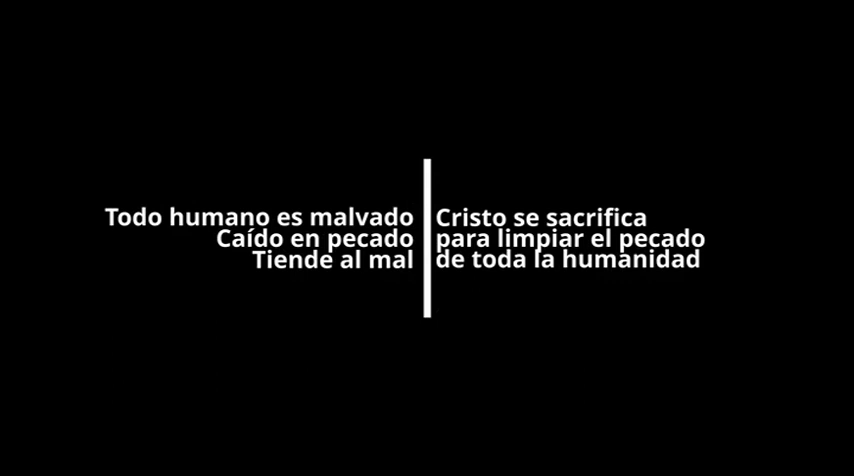 Todo humano es malvado
Caído en pecado
Tiende al mal
Cristo se sacrifica
para limpiar el pecado
de toda la humanidad